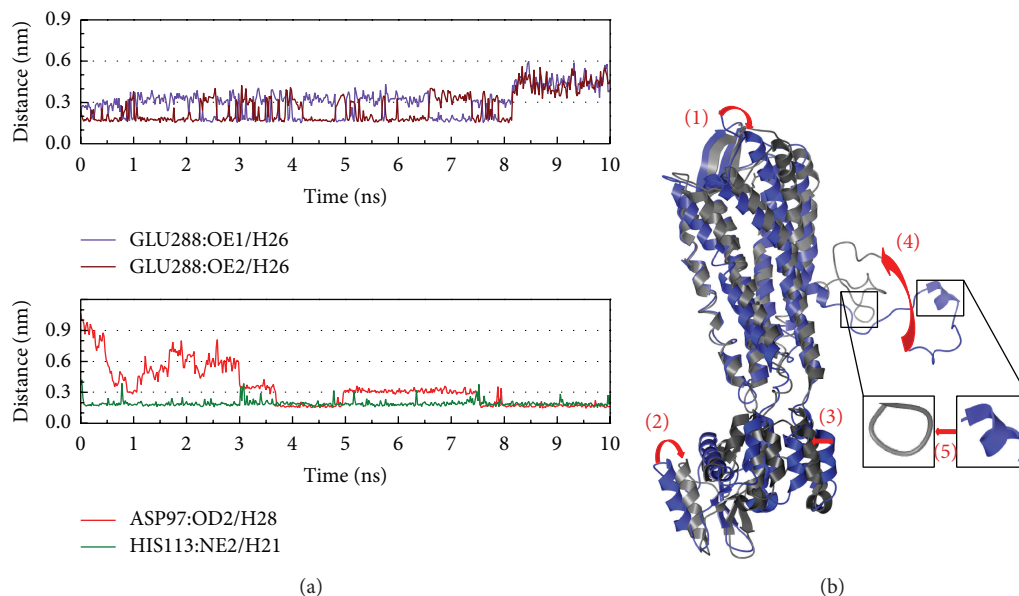 0.9
0.6
0.3
0.0
Distance (nm)
0 1 2 3 4 5 6 7 8 9 10
Time (ns)
GLU288:OE1/H26
GLU288:OE2/H26
0.9
0.6
0.3
0.0
Distance (nm)
0 1 2 3 4 5 6 7 8 9 10
Time (ns)
ASP97:OD2/H28
HIS113:NE2/H21
(a)
(1)
(4)
(2)
(3)
(5)
(b)